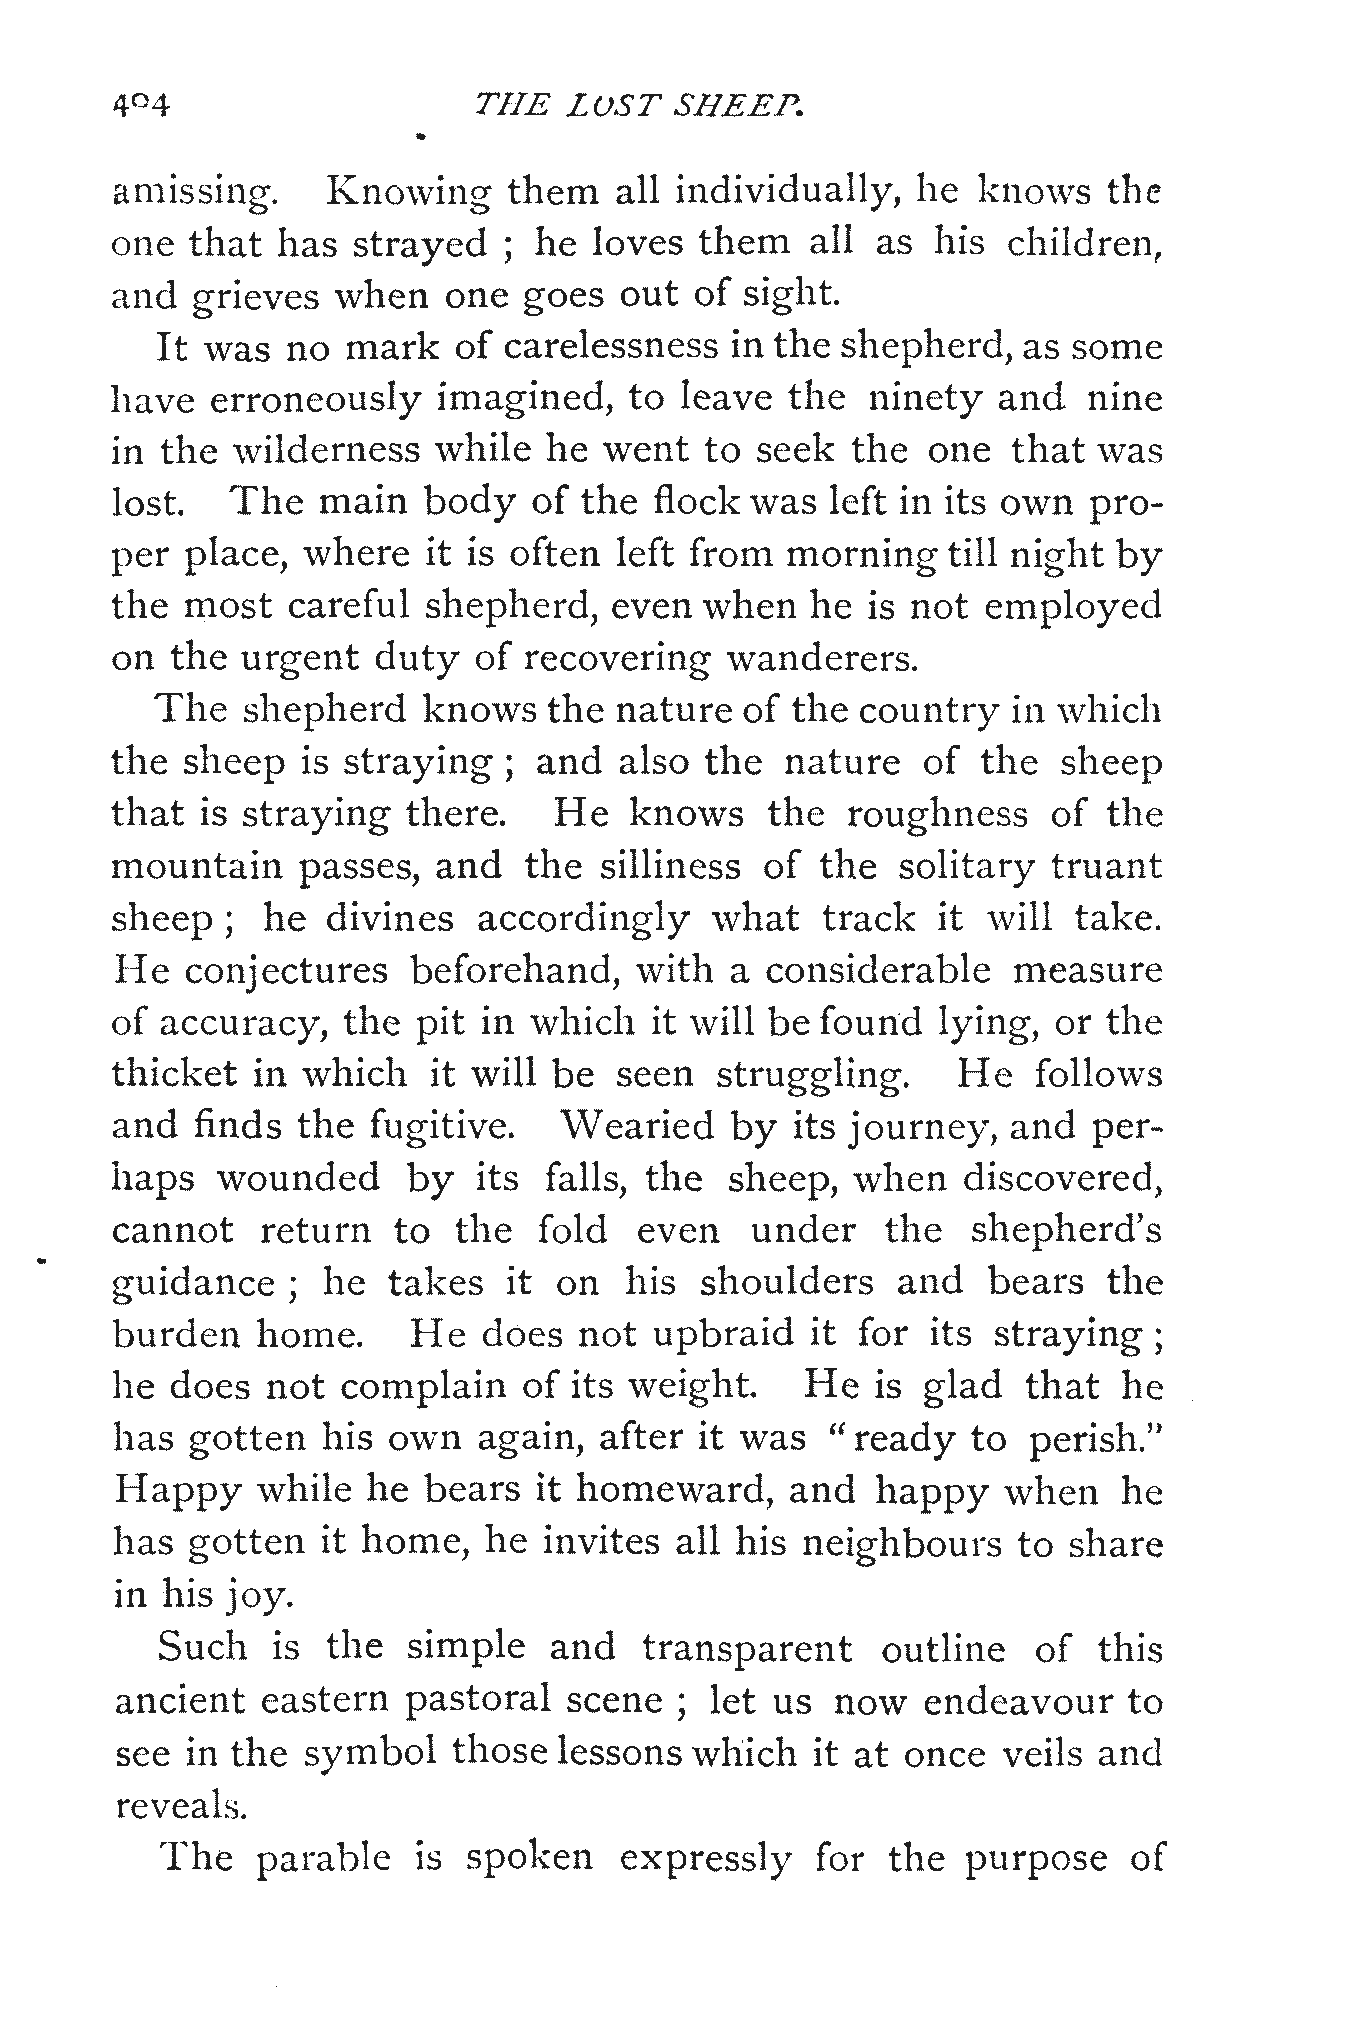 404 THE LOST SHEEP.
amissing. Knowing them all individually, he knows the
one that has strayed ; he loves them all as his children,
and grieves when one goes out of sight.
It was no mark of carelessness in the shepherd, as some
have erroneously imagined, to leave the ninety and nine
in the wilderness while he went to seek the one that was
lost. The main body of the flock was left in its own pro-
per place, where it is often left from morning till night by
the most careful shepherd, even when he is not employed
on the urgent duty of recovering wanderers.
The shepherd knows the nature of the country in which
the sheep is straying ; and also the nature of the sheep
that is straying there. He knows the roughness of the
mountain passes, and the silliness of the solitary truant
sheep ; he divines accordingly what track it will take.
He conjectures beforehand, with a considerable measure
of accuracy, the pit in which it will be found lying, or the
thicket in which it will be seen struggling. He follows
and finds the fugitive. Wearied by its journey, and per-
haps wounded by its falls, the sheep, when discovered,
cannot return to the fold even under the shepherd's
guidance ; he takes it on his shoulders and bears the
burden home. He does not upbraid it for its straying ;
he does not complain of its weight. He is glad that he
has gotten his own again, after it was “ ready to perish.”
Happy while he bears it homeward, and happy when he
has gotten it home, he invites all his neighbours to share
in his joy.
Such is the simple and transparent outline of this
ancient eastern pastoral scene ; let us now endeavour to
see in the symbol those lessons which it at once veils and
reveals.
The parable is spoken expressly for the purpose of